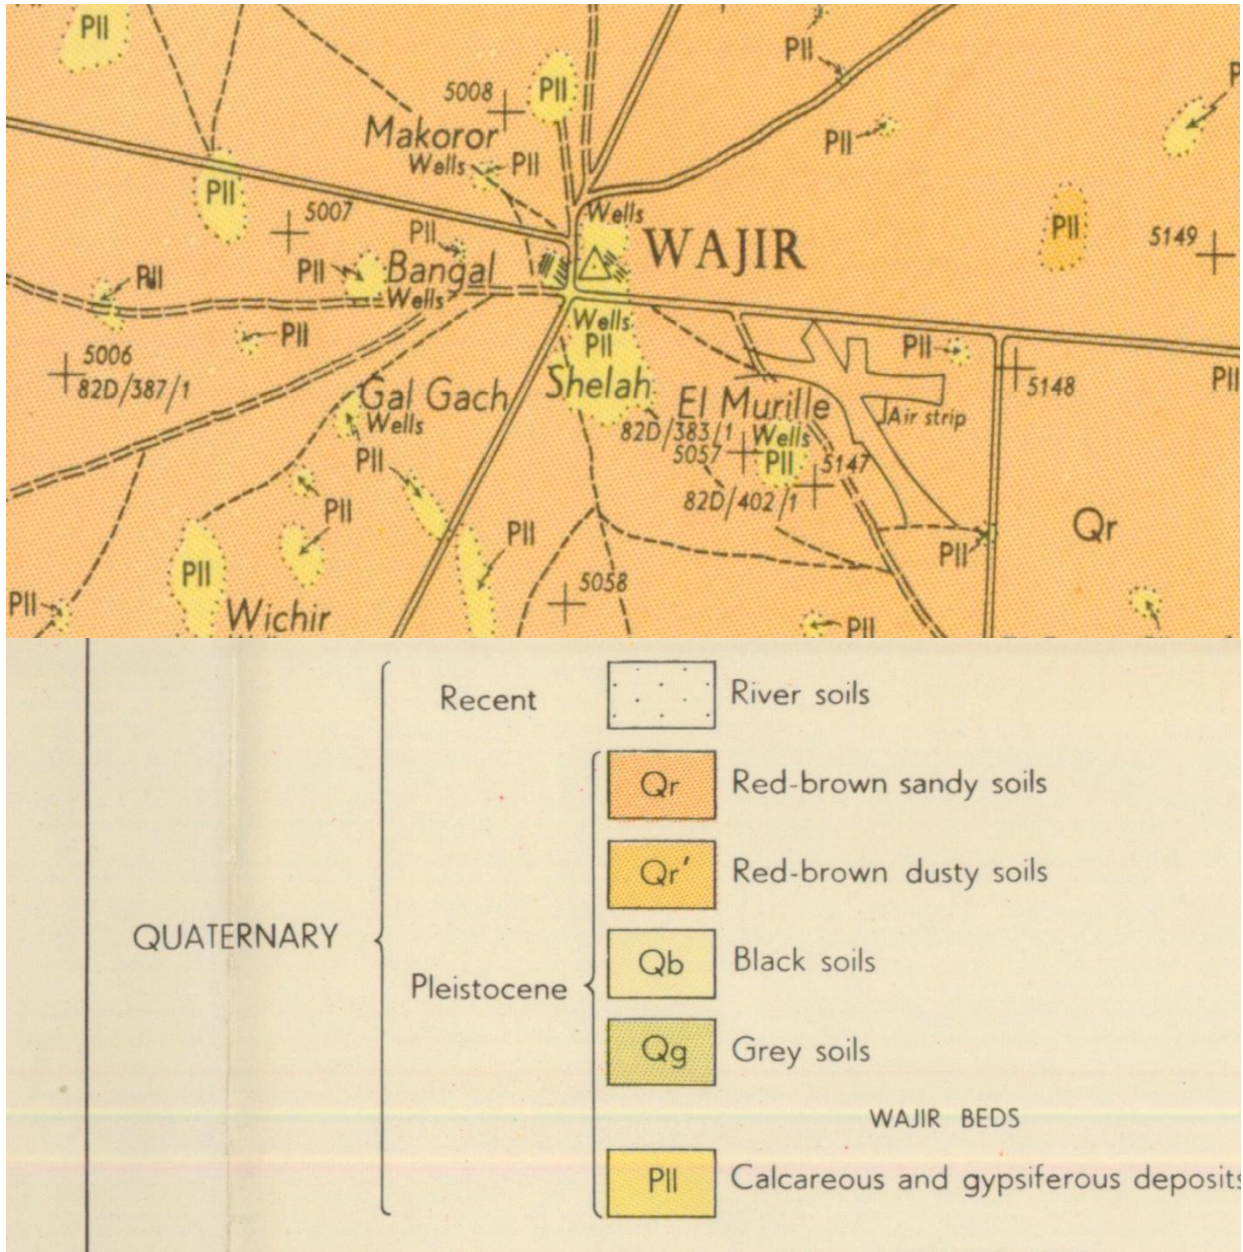 Pll
Pll
5008
Pll
Pll
Makoror
Wells
Pll
Pll
Pll
5007
Wells
WAJIR
Pll
5149
Pll
Pll
Bangal
Wells
Pll
Pll
Wells
Pll
Shelah
Pll
5148
Pll
5006
82D/387/1
Gal Gach
Wells
El Murille
Wells
Pll
Air strip
82D/383/1
5057
5147
82D/402/1
Pll
Pll
Pll
Pll
Qr
Pll
5058
Pll
Wichir
Pll
Recent
River soils
Qr
Red-brown sandy soils
Qr′
Red-brown dusty soils
QUATERNARY
Qb
Black soils
Pleistocene
Qg
Grey soils
WAJIR BEDS
Pll
Calcareous and gypsiferous deposits